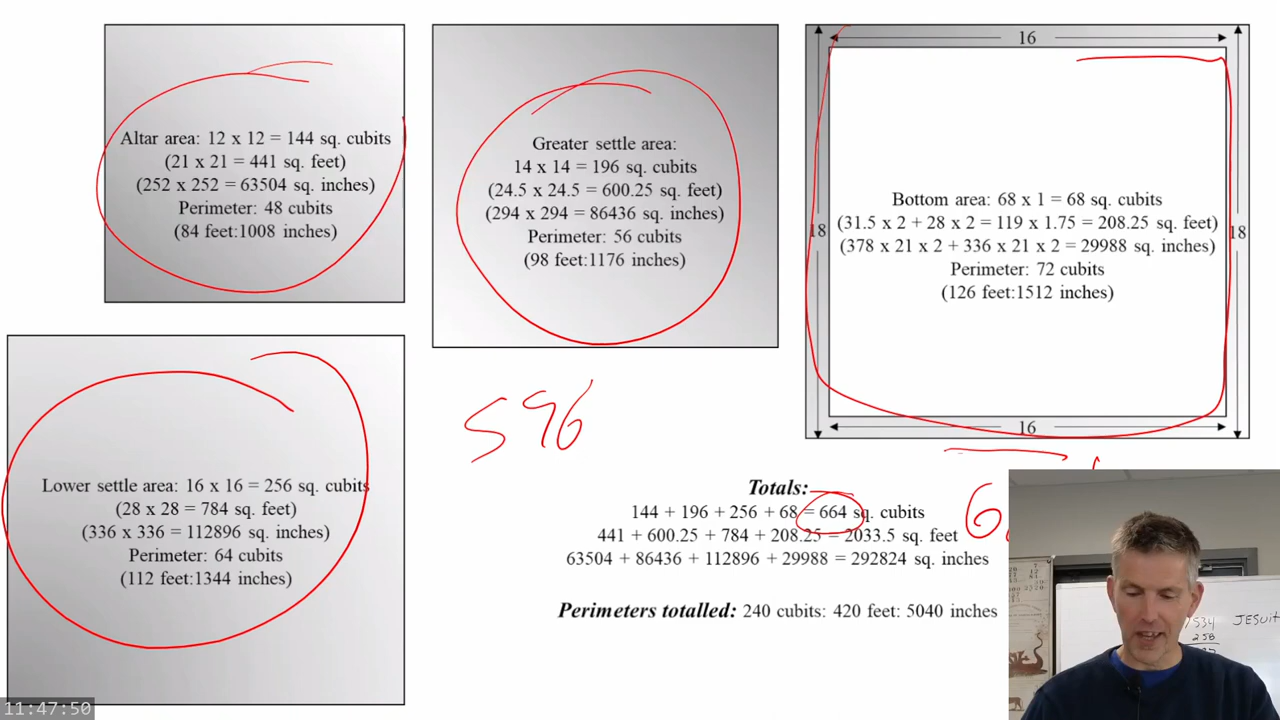 Altar area: 12 x 12 = 144 sq. cubits
(21 x 21 = 441 sq. feet)
(252 x 252 = 63504 sq. inches)
Perimeter: 48 cubits
(84 feet:1008 inches)
Greater settle area:
14 x 14 = 196 sq. cubits
(24.5 x 24.5 = 600.25 sq. feet)
(294 x 294 = 86436 sq. inches)
Perimeter: 56 cubits
(98 feet:1176 inches)
16
18
Bottom area: 68 x 1 = 68 sq. cubits
(31.5 x 2 + 28 x 2 = 119 x 1.75 = 208.25 sq. feet)
(378 x 21 x 2 + 336 x 21 x 2 = 29988 sq. inches)
Perimeter: 72 cubits
(126 feet:1512 inches)
18
16
Lower settle area: 16 x 16 = 256 sq. cubits
(28 x 28 = 784 sq. feet)
(336 x 336 = 112896 sq. inches)
Perimeter: 64 cubits
(112 feet:1344 inches)
596
Totals:
144 + 196 + 256 + 68 = 664 sq. cubits
441 + 600.25 + 784 + 208.25 = 2033.5 sq. feet
63504 + 86436 + 112896 + 29988 = 292824 sq. inches
Perimeters totalled: 240 cubits: 420 feet: 5040 inches
6
534
258
JESUIT
11:47:50